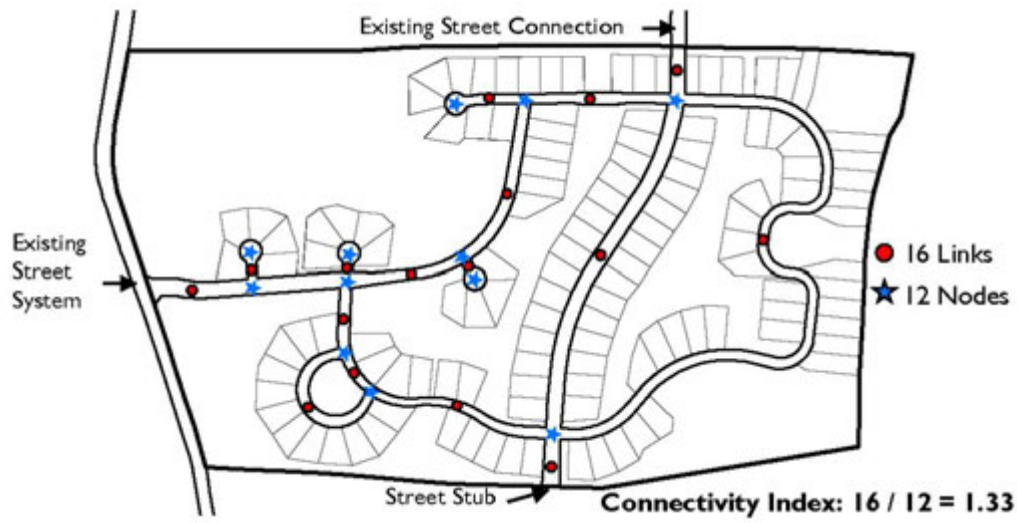 Existing Street Connection
Existing
Street
System
16 Links
12 Nodes
Street Stub
Connectivity Index: 16 / 12 = 1.33